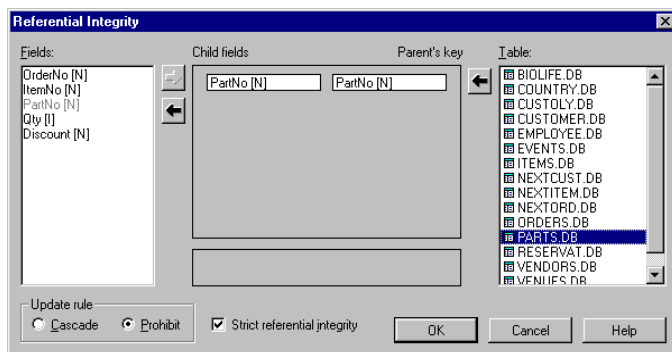 Referential Integrity
Fields:
Child fields
Parent's key
Table:
OrderNo [N]
ItemNo [N]
PartNo [N]
Qty [I]
Discount [N]
PartNo [N]
PartNo [N]
BIOLIFE.DB
COUNTRY.DB
CUSTOLY.DB
CUSTOMER.DB
EMPLOYEE.DB
EVENTS.DB
ITEMS.DB
NEXTCUST.DB
NEXTITEM.DB
NEXTORD.DB
ORDERS.DB
PARTS.DB
RESERVAT.DB
VENDORS.DB
VENUES.DB
Update rule
Cascade
Prohibit
Strict referential integrity
OK
Cancel
Help